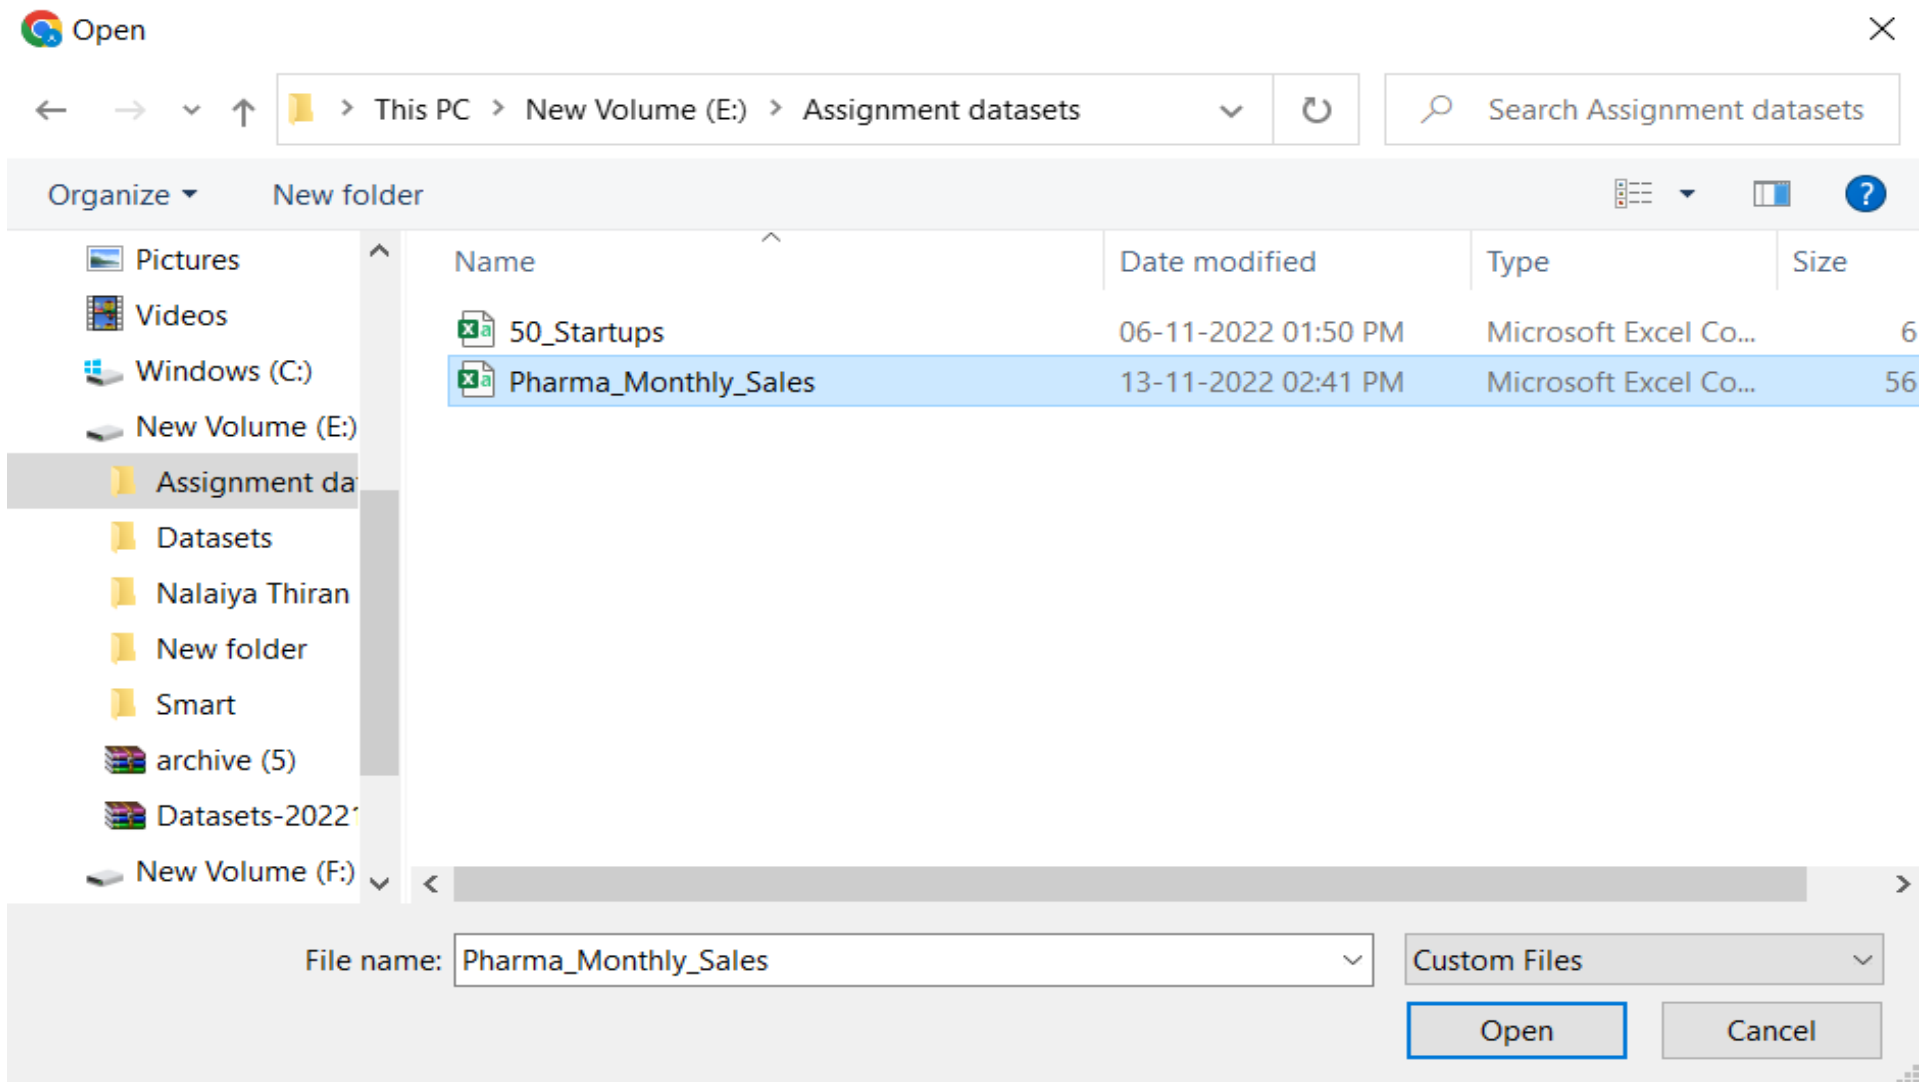 Open
This PC > New Volume (E:) > Assignment datasets
Search Assignment datasets
Organize
New folder
Pictures
Videos
Windows (C:)
New Volume (E:)
Assignment da
Datasets
Nalaiya Thiran
New folder
Smart
archive (5)
Datasets-20221
New Volume (F:)
Name Date modified Type Size
50_Startups 06-11-2022 01:50 PM Microsoft Excel Co... 6
Pharma_Monthly_Sales 13-11-2022 02:41 PM Microsoft Excel Co... 56
File name: Pharma_Monthly_Sales
Custom Files
Open
Cancel